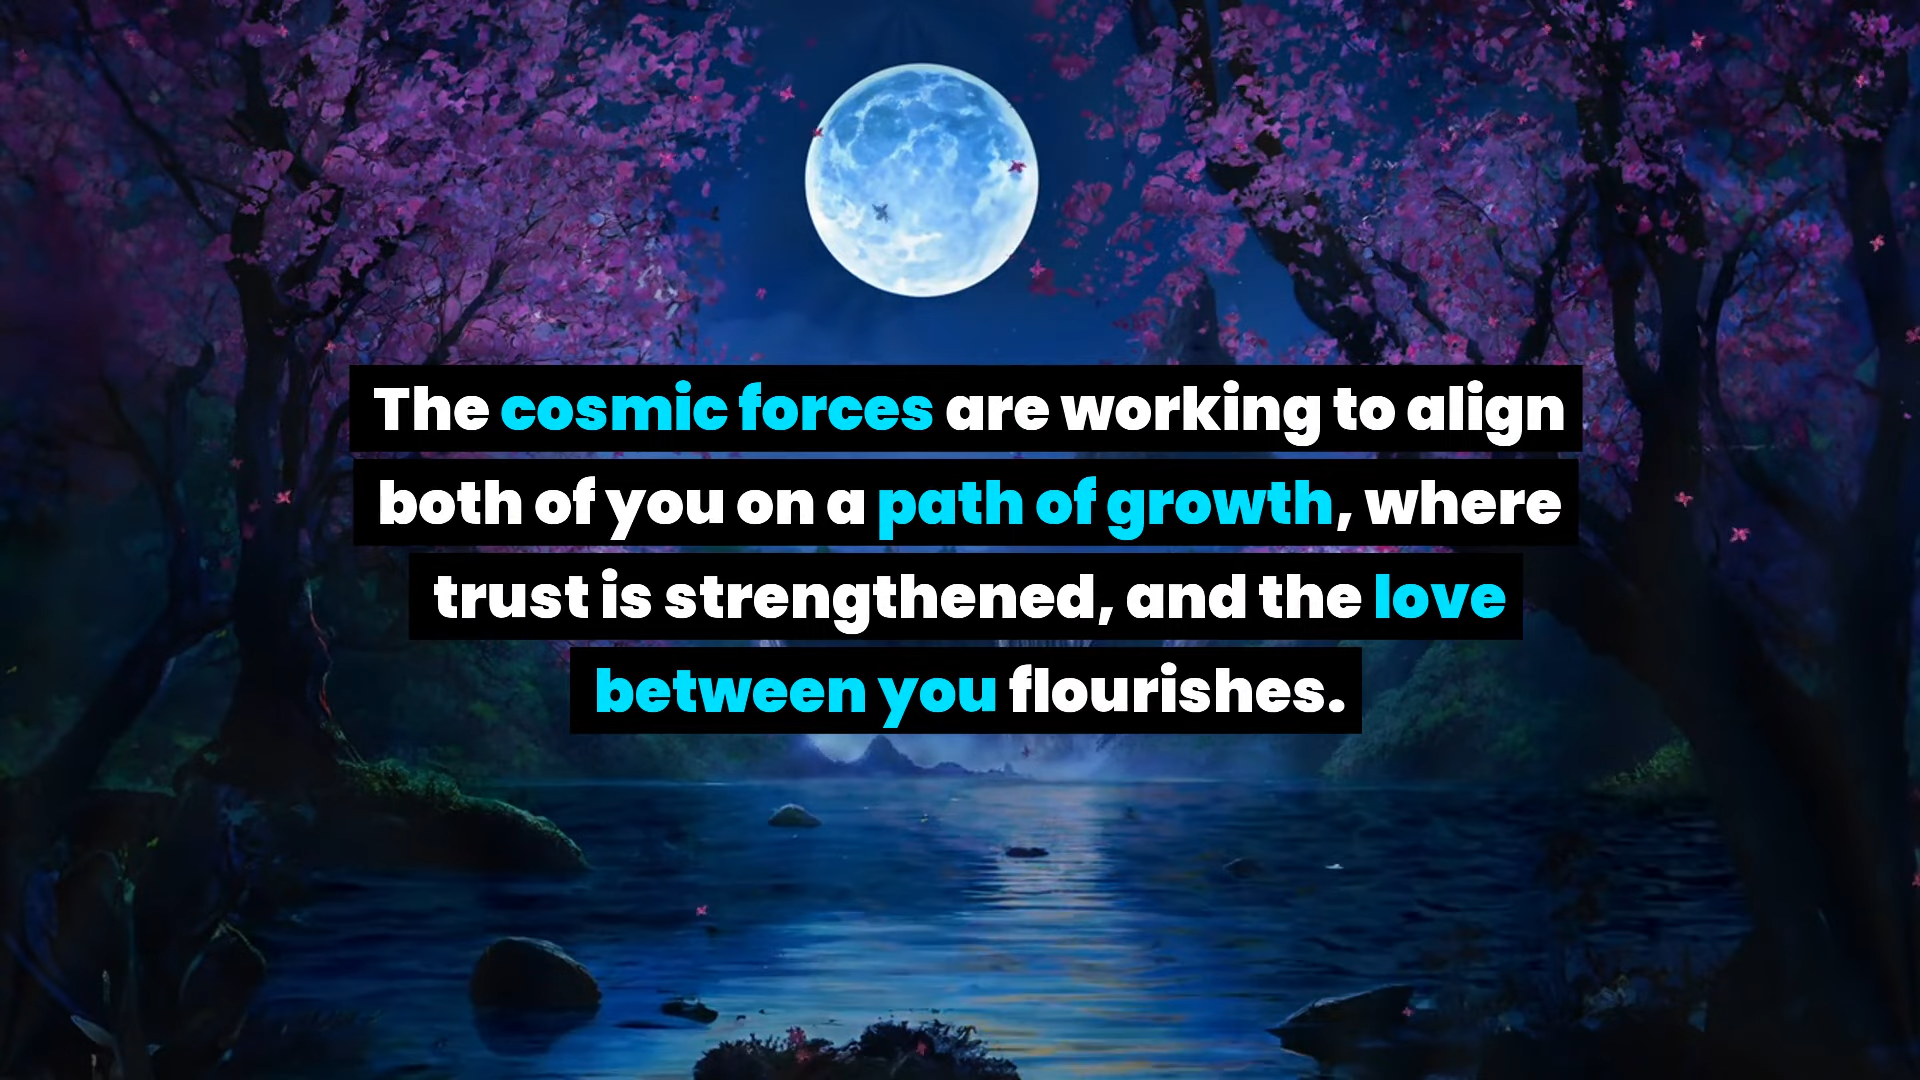 The cosmic forces are working to align
both of you on a path of growth, where
trust is strengthened, and the love
between you flourishes.